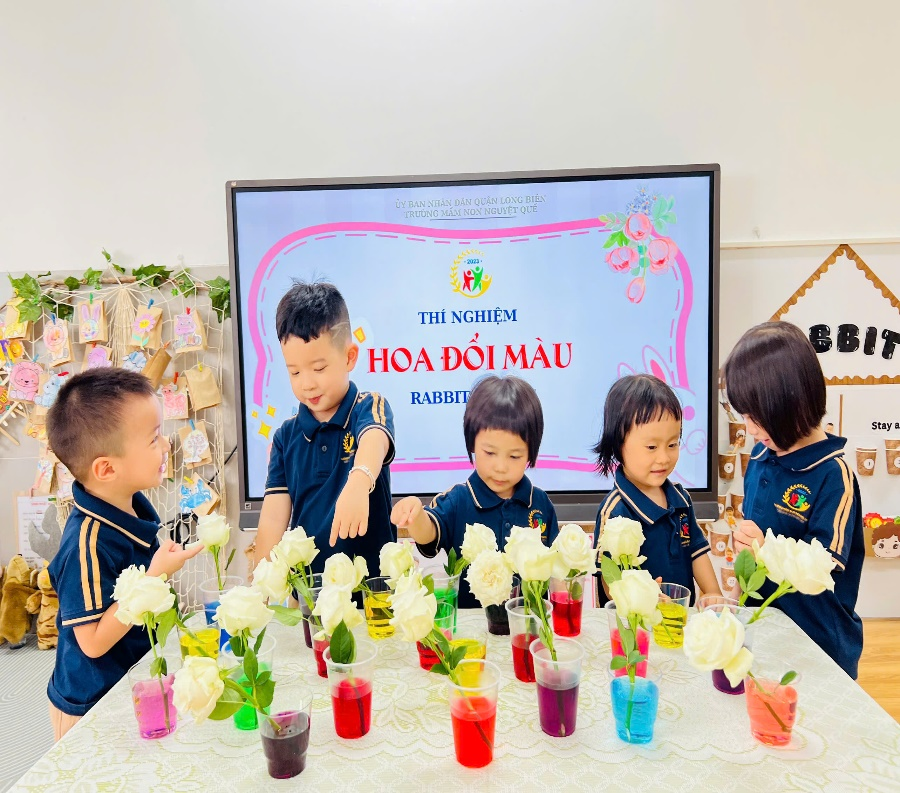 ỦY BAN NHÂN DÂN QUẬN LONG BIÊN
TRƯỜNG MẦM NON NGUYỆT QUẾ
2023
THÍ NGHIỆM
HOA ĐỔI MÀU
RABBIT
BBIT
Stay a